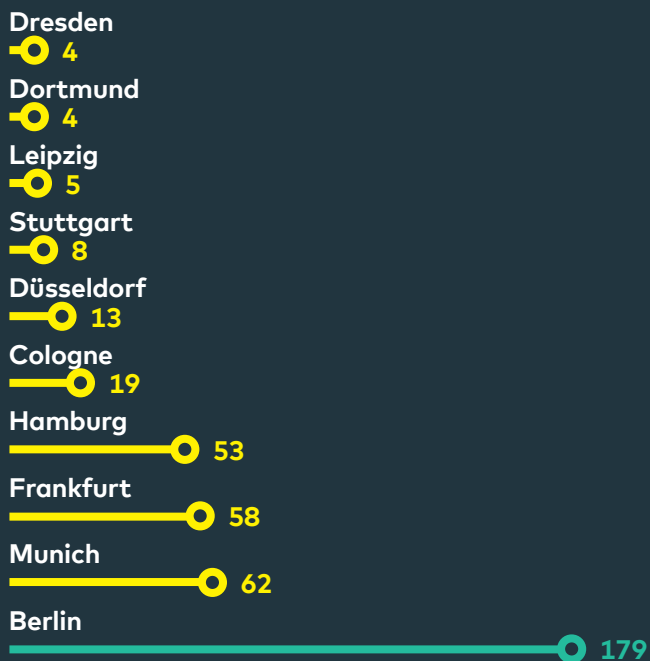 Dresden
4
Dortmund
4
Leipzig
5
Stuttgart
8
Düsseldorf
13
Cologne
19
Hamburg
53
Frankfurt
58
Munich
62
Berlin
179